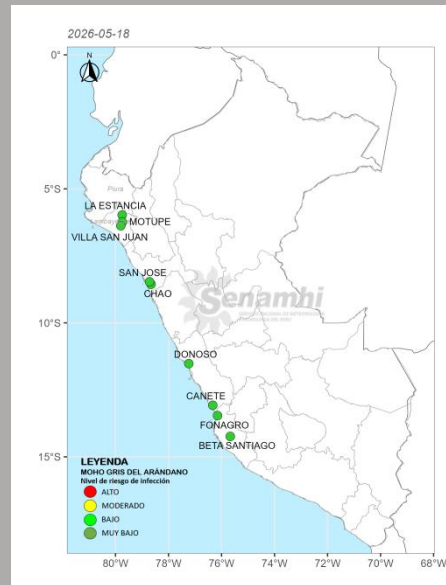 2026-05-18
N
0°
5°S
10°S
15°S
Piura
LA ESTANCIA
MOTUPE
VILLA SAN JUAN
SAN JOSE
CHAO
Senamhi
DONOSO
CANETE
FONAGRO
BETA SANTIAGO
LEYENDA
MOHO GRIS DEL ARÁNDANO
Nivel de riesgo de infección
ALTO
MODERADO
BAJO
MUY BAJO
80°W 78°W 76°W 74°W 72°W 70°W 68°W